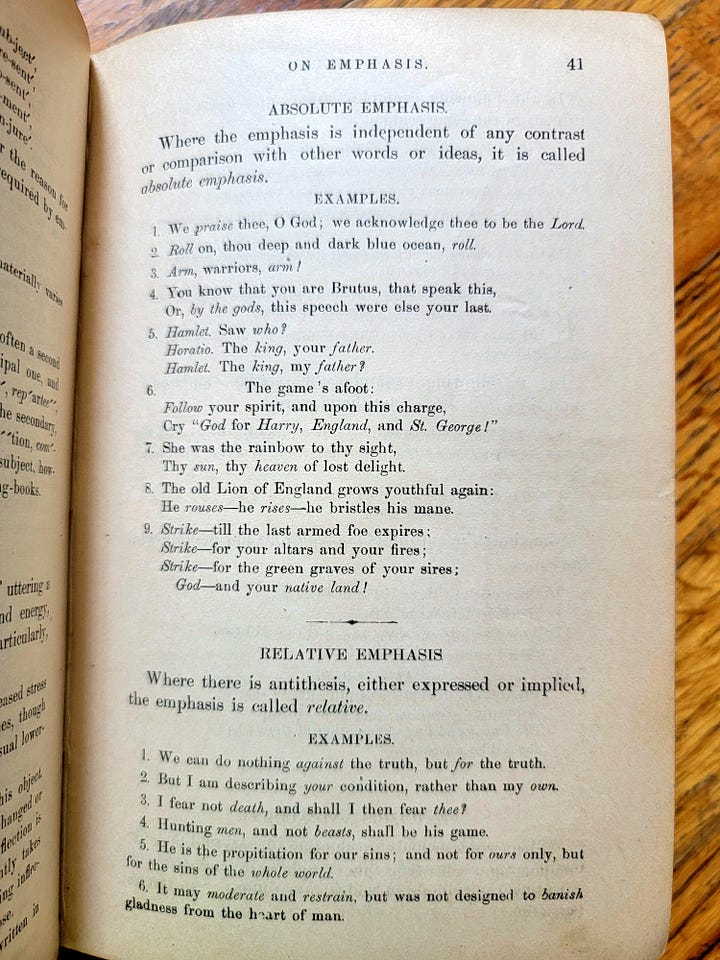 ON EMPHASIS. 41
ABSOLUTE EMPHASIS.
Where the emphasis is independent of any contrast
or comparison with other words or ideas, it is called
absolute emphasis.
EXAMPLES.
1. We praise thee, O God; we acknowledge thee to be the Lord.
2. Roll on, thou deep and dark blue ocean, roll.
3. Arm, warriors, arm!
4. You know that you are Brutus, that speak this,
Or, by the gods, this speech were else your last.
5. Hamlet. Saw who?
Horatio. The king, your father.
Hamlet. The king, my father?
6. The game's afoot:
Follow your spirit, and upon this charge,
Cry "God for Harry, England, and St. George!"
7. She was the rainbow to thy sight,
Thy sun, thy heaven of lost delight.
8. The old Lion of England grows youthful again:
He rouses—he rises—he bristles his mane.
9. Strike—till the last armed foe expires;
Strike—for your altars and your fires;
Strike—for the green graves of your sires;
God—and your native land!
RELATIVE EMPHASIS
Where there is antithesis, either expressed or implied,
the emphasis is called relative.
EXAMPLES.
1. We can do nothing against the truth, but for the truth.
2. But I am describing your condition, rather than my own.
3. I fear not death, and shall I then fear thee?
4. Hunting men, and not beasts, shall be his game.
5. He is the propitiation for our sins; and not for ours only, but
for the sins of the whole world.
6. It may moderate and restrain, but was not designed to banish
gladness from the heart of man.